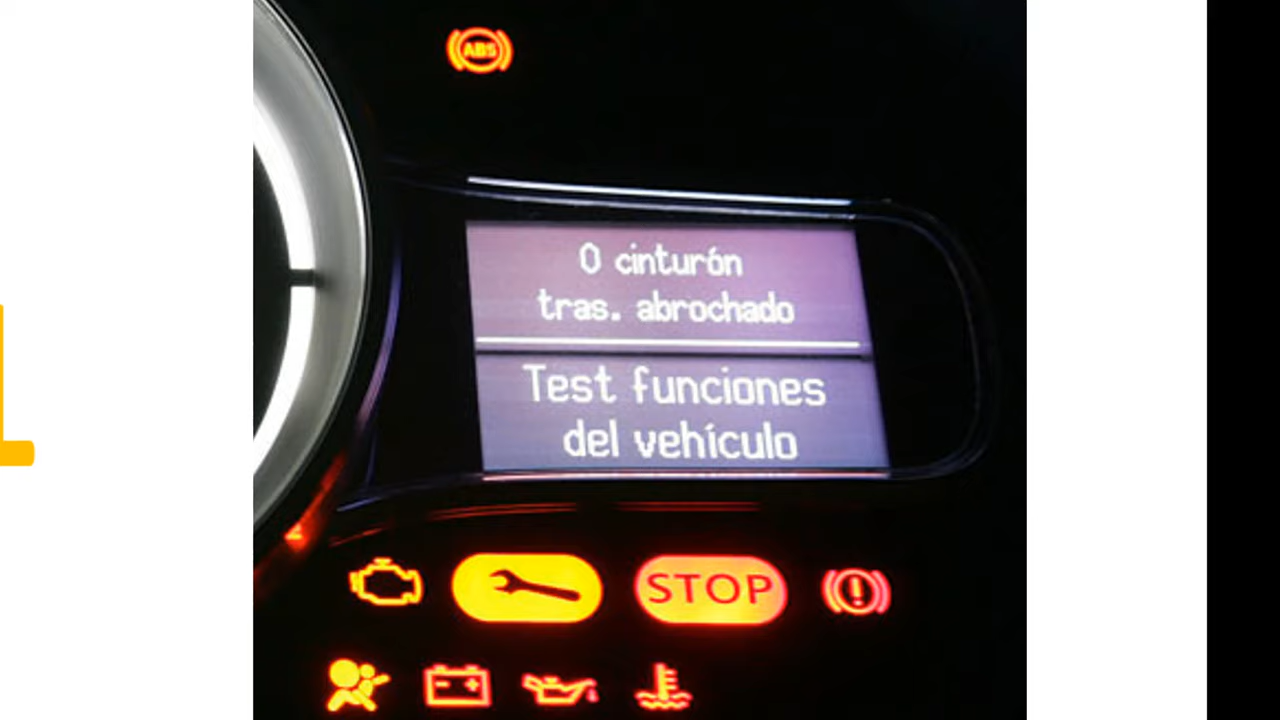 ABS
0 cinturón
tras. abrochado
Test funciones
del vehículo
STOP